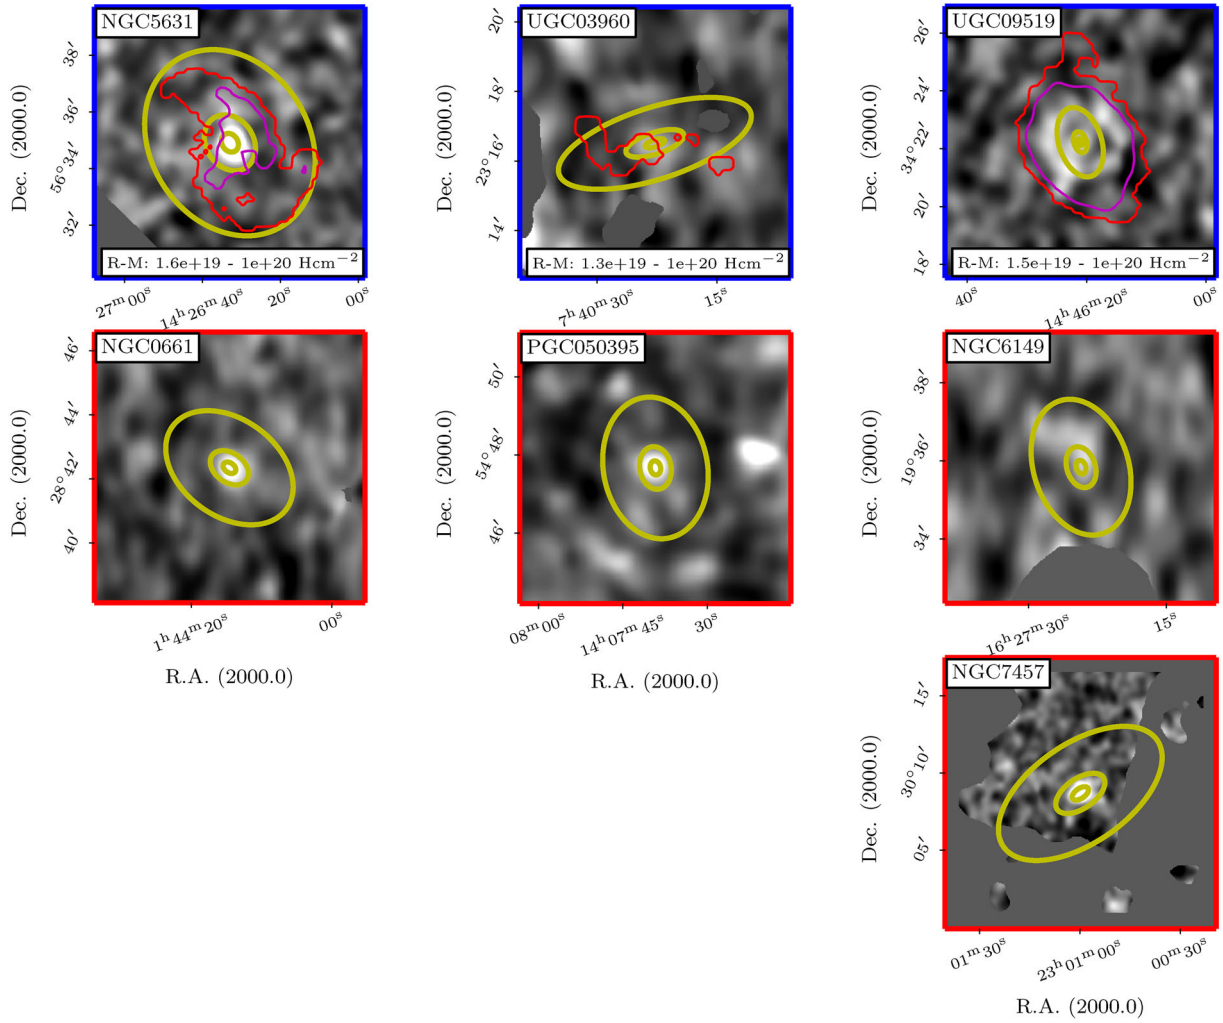 NGC5631
UGC03960
UGC09519
Dec. (2000.0)
38′
36′
56°34′
32′
Dec. (2000.0)
20′
18′
23°16′
14′
Dec. (2000.0)
26′
24′
34°22′
20′
18′
R-M: 1.6e+19 - 1e+20 Hcm−2
R-M: 1.3e+19 - 1e+20 Hcm−2
R-M: 1.5e+19 - 1e+20 Hcm−2
27m00s
14h26m40s
20s
00s
7h40m30s
15s
40s
14h46m20s
00s
NGC0661
PGC050395
NGC6149
Dec. (2000.0)
46′
44′
28°42′
40′
Dec. (2000.0)
50′
54°48′
46′
Dec. (2000.0)
38′
19°36′
34′
1h44m20s
00s
08m00s
14h07m45s
30s
16h27m30s
15s
R.A. (2000.0)
R.A. (2000.0)
NGC7457
Dec. (2000.0)
15′
30°10′
05′
01m30s
23h01m00s
00m30s
R.A. (2000.0)